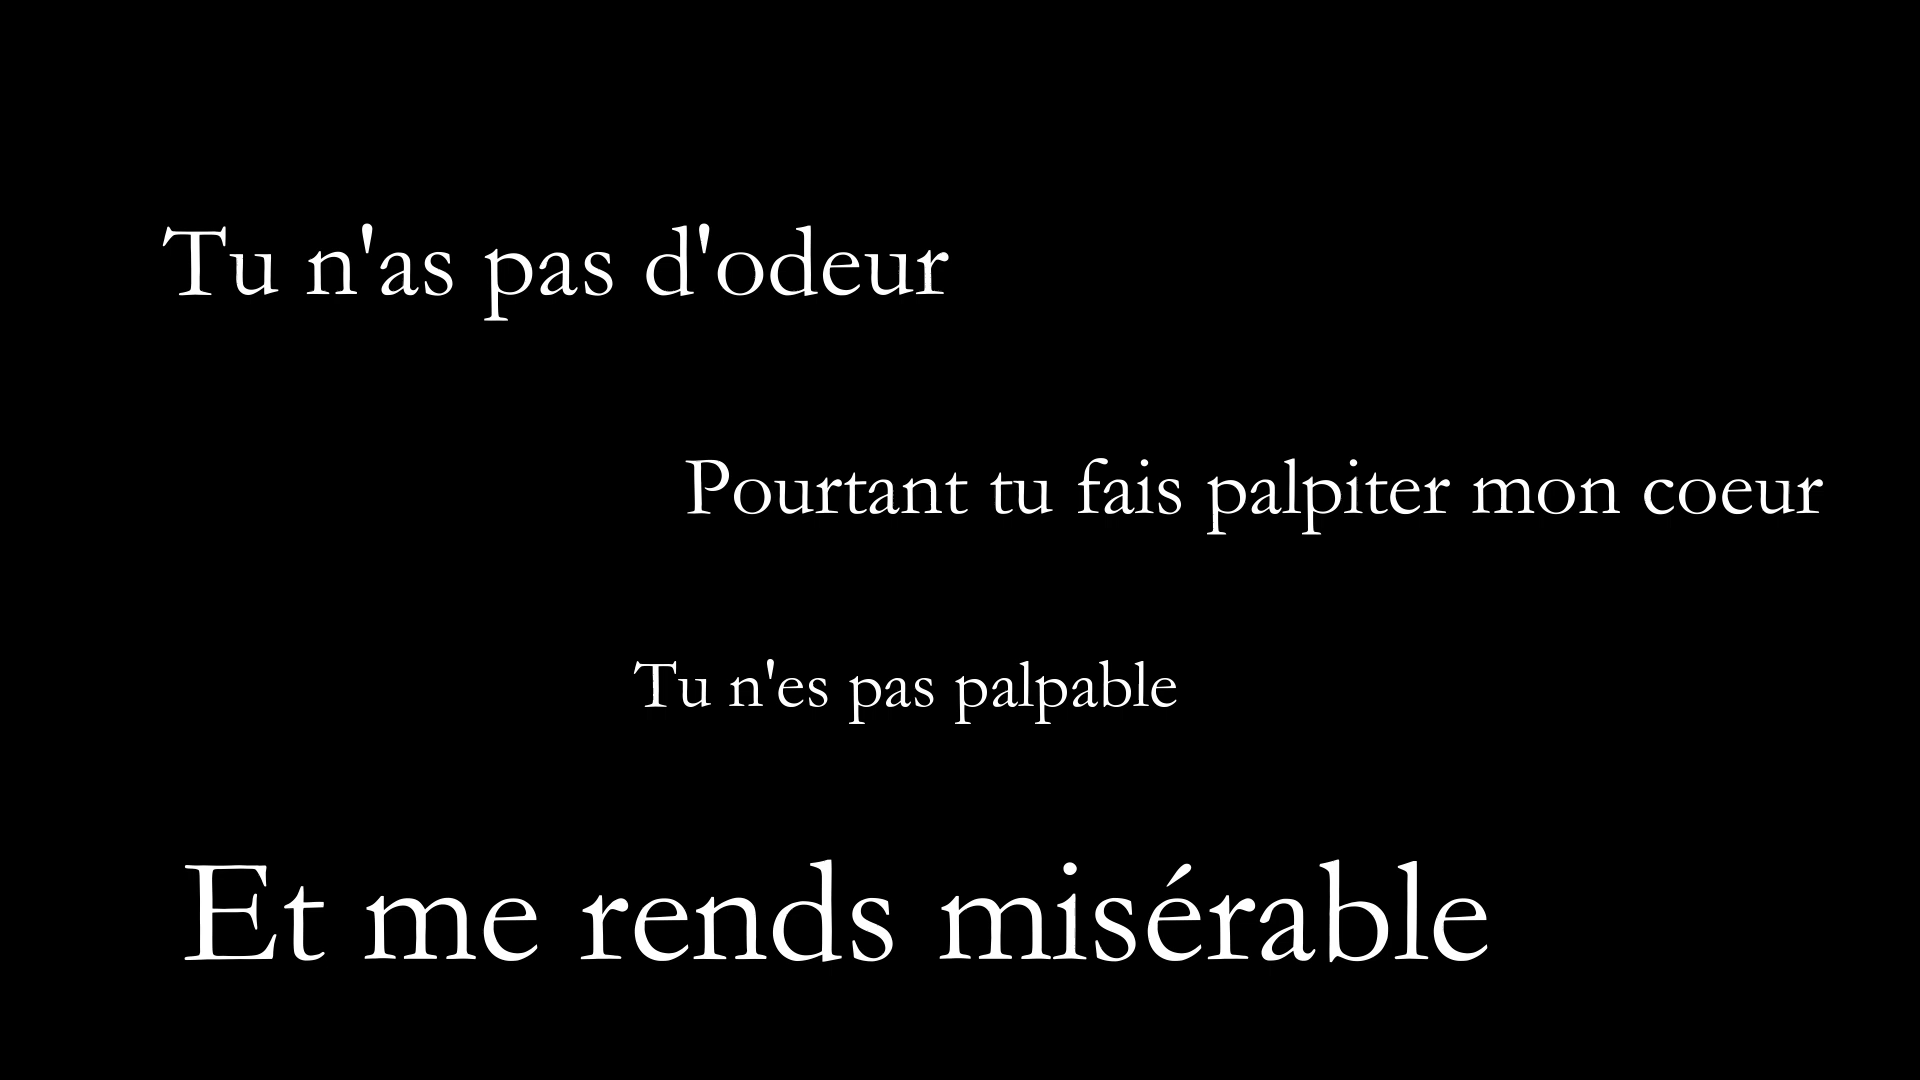 Tu n'as pas d'odeur
Pourtant tu fais palpiter mon coeur
Tu n'es pas palpable
Et me rends misérable